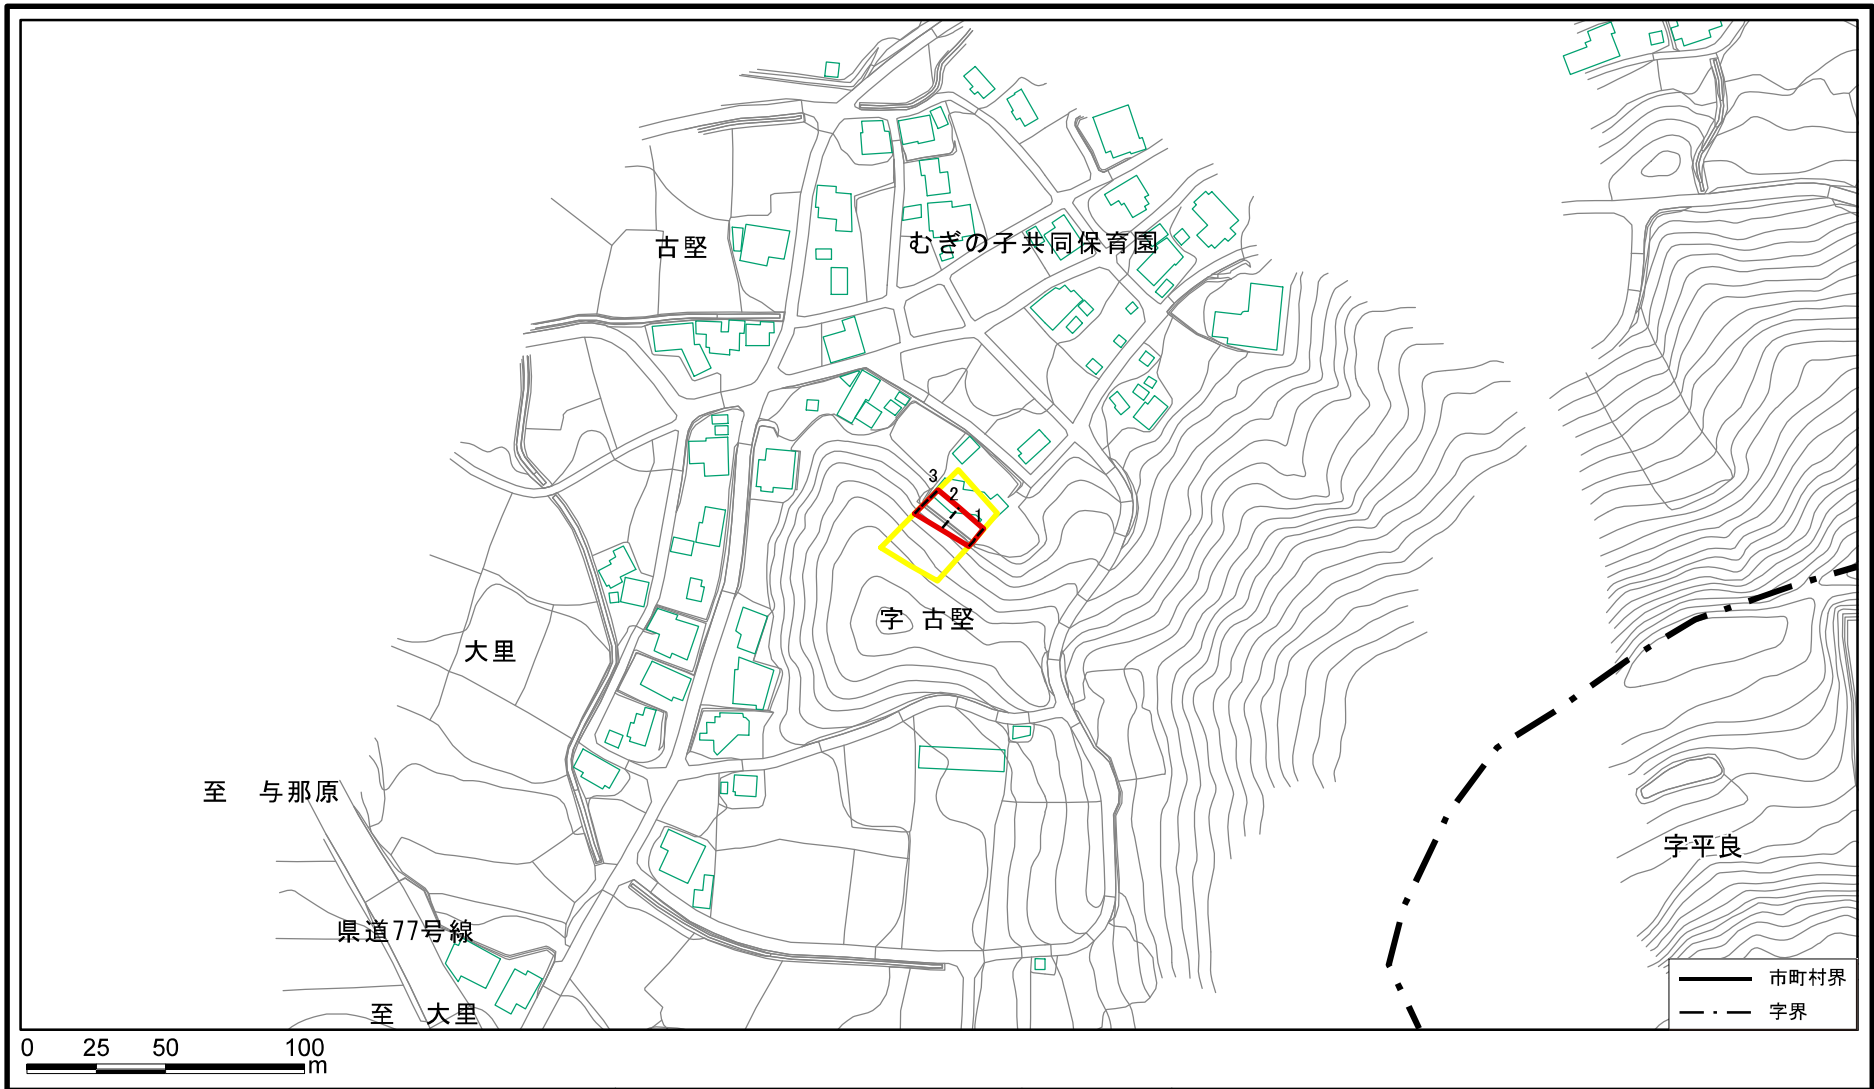 古堅
むぎの子共同保育園
3
2
1
字 古堅
大里
至 与那原
字平良
県道77号線
至 大里
市町村界
字界
0 25 50 100
m